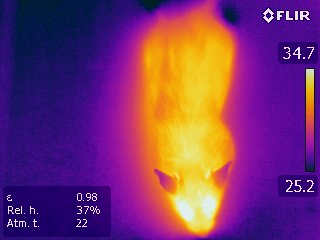 FLIR
34.7
25.2
ε 0.98
Rel. h. 37%
Atm. t. 22